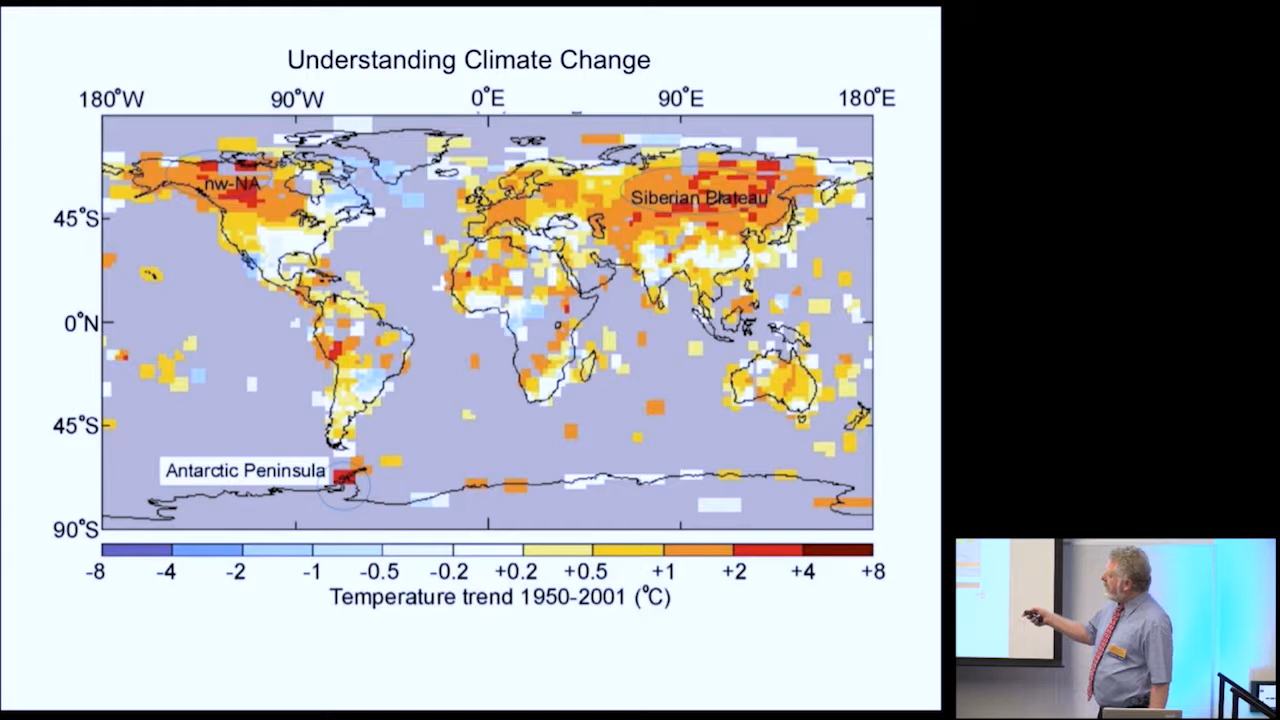 Understanding Climate Change
180°W 90°W 0°E 90°E 180°E
nw-NA
Siberian Plateau
45°S
0°N
45°S
Antarctic Peninsula
90°S
-8 -4 -2 -1 -0.5 -0.2 +0.2 +0.5 +1 +2 +4 +8
Temperature trend 1950-2001 (°C)